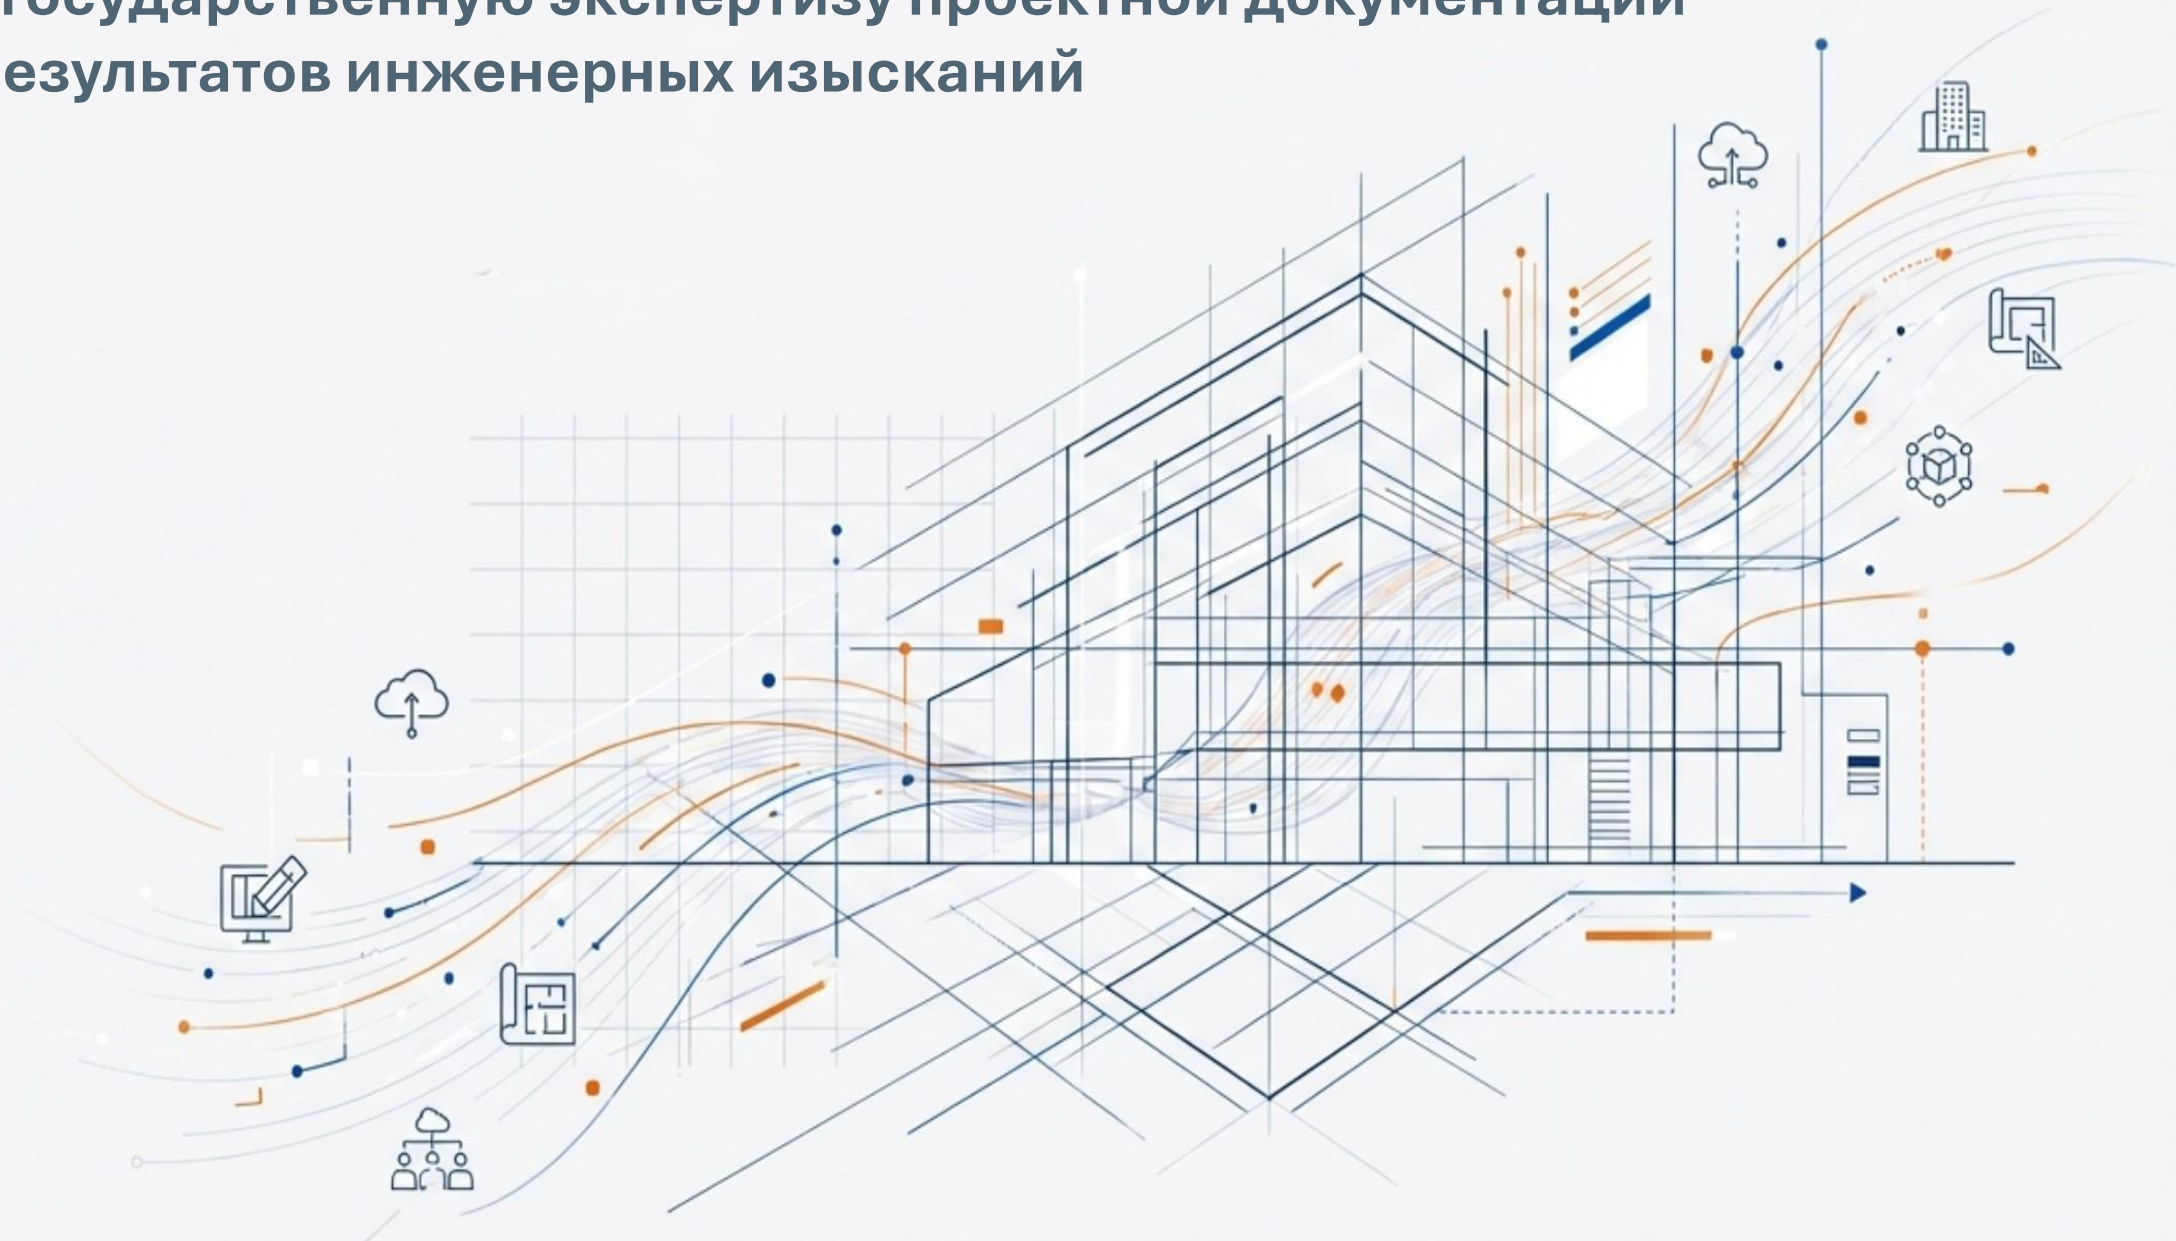 государственную экспертизу проектной документации
езультатов инженерных изысканий